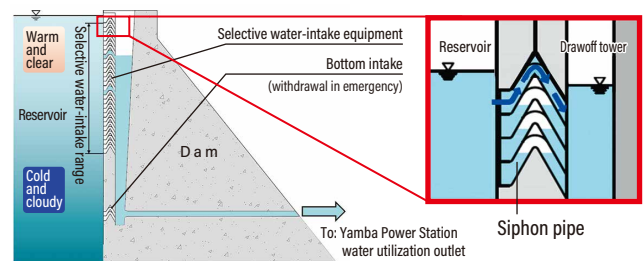 Warm
and
clear
Selective water-intake
range
Reservoir
Cold
and
cloudy
Selective water-intake equipment
Bottom intake
(withdrawal in emergency)
Dam
To: Yamba Power Station
water utilization outlet
Reservoir
Drawoff tower
Siphon pipe